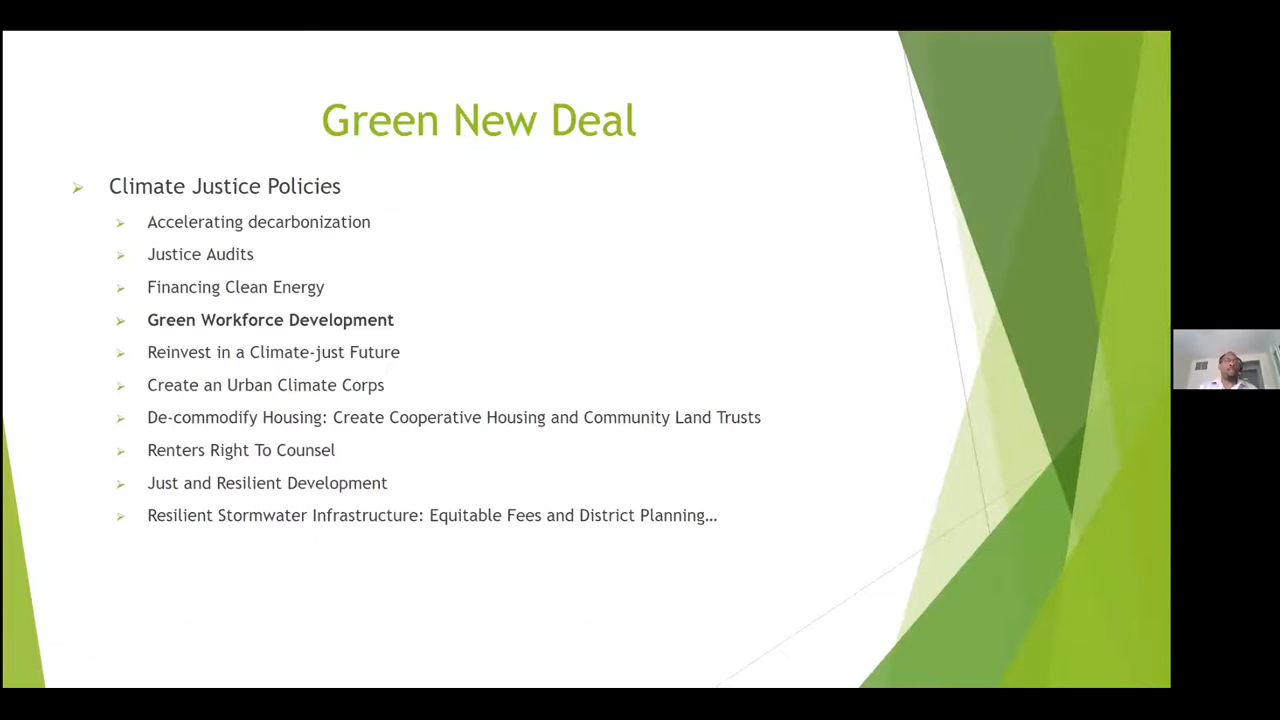 Green New Deal
Climate Justice Policies
Accelerating decarbonization
Justice Audits
Financing Clean Energy
Green Workforce Development
Reinvest in a Climate-just Future
Create an Urban Climate Corps
De-commodify Housing: Create Cooperative Housing and Community Land Trusts
Renters Right To Counsel
Just and Resilient Development
Resilient Stormwater Infrastructure: Equitable Fees and District Planning…